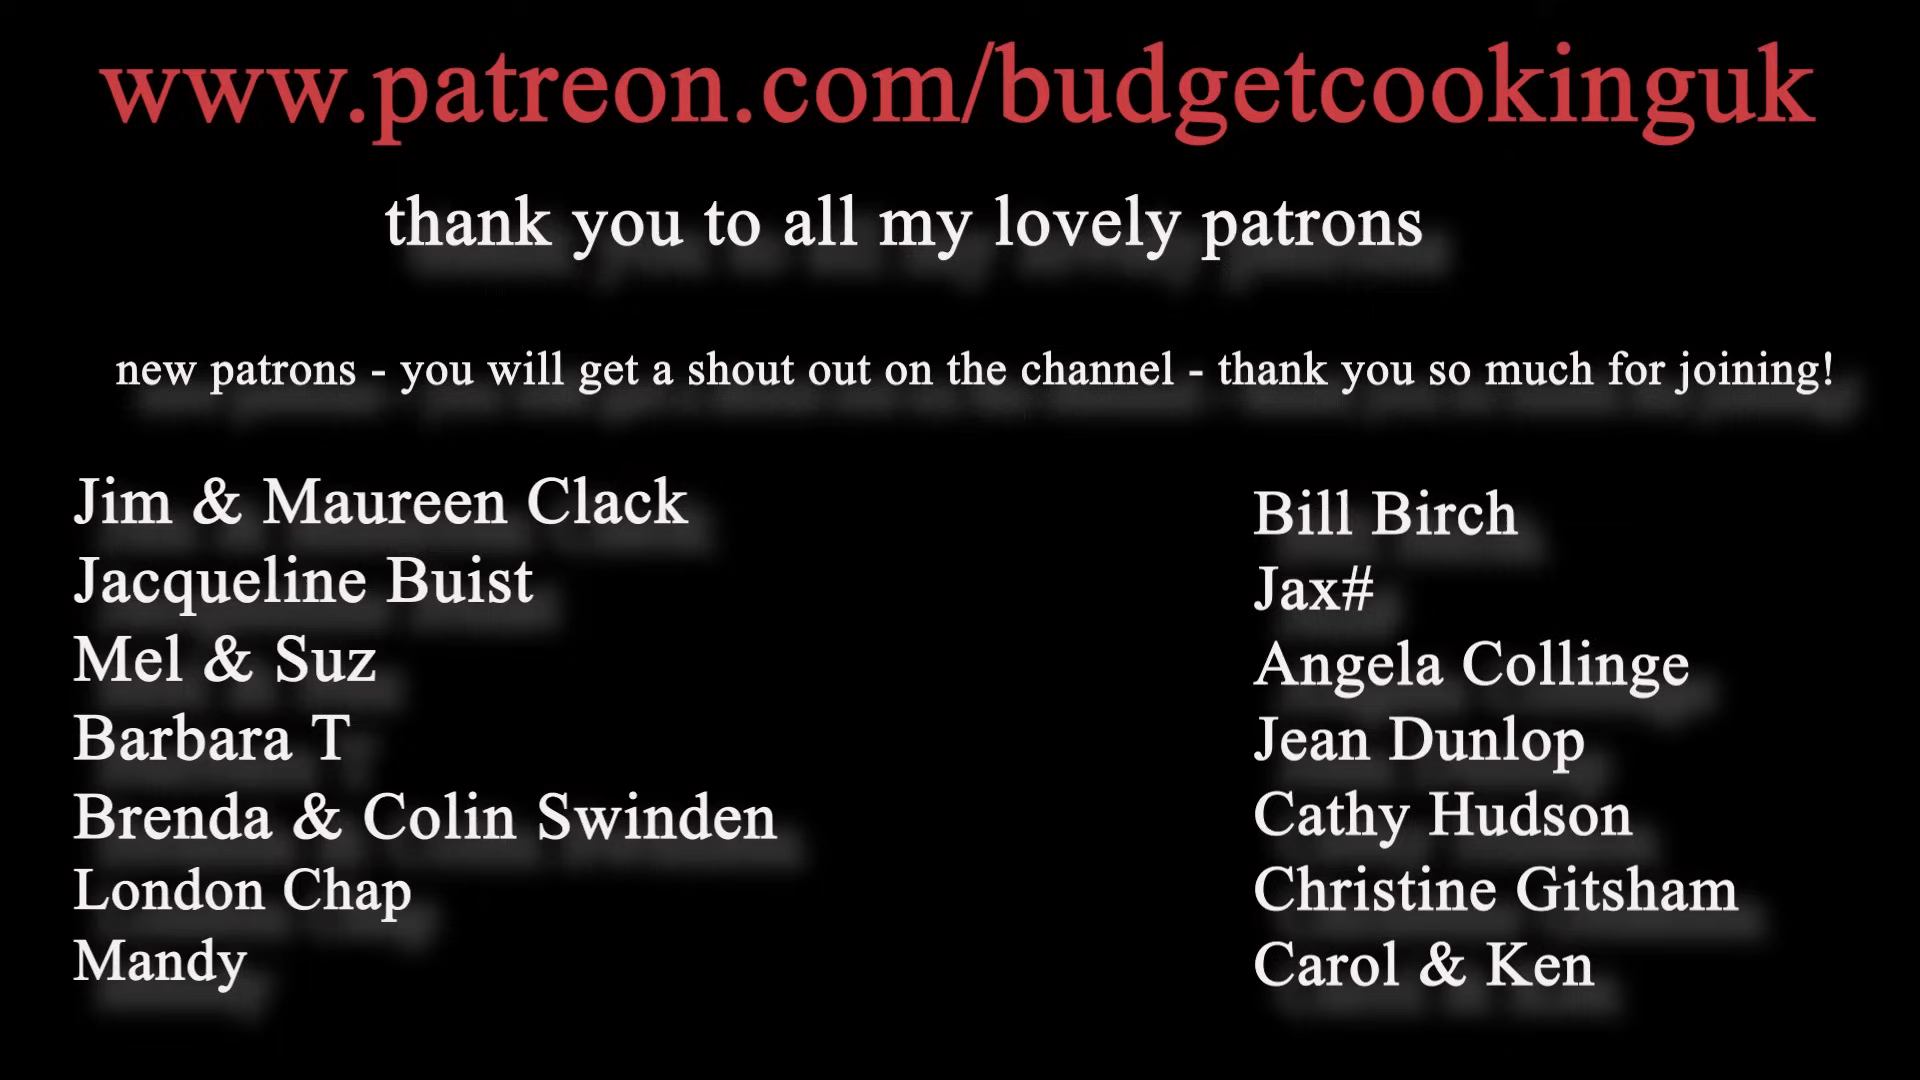 www.patreon.com/budgetcookinguk
thank you to all my lovely patrons
new patrons - you will get a shout out on the channel - thank you so much for joining!
Jim & Maureen Clack
Jacqueline Buist
Mel & Suz
Barbara T
Brenda & Colin Swinden
London Chap
Mandy
Bill Birch
Jax#
Angela Collinge
Jean Dunlop
Cathy Hudson
Christine Gitsham
Carol & Ken